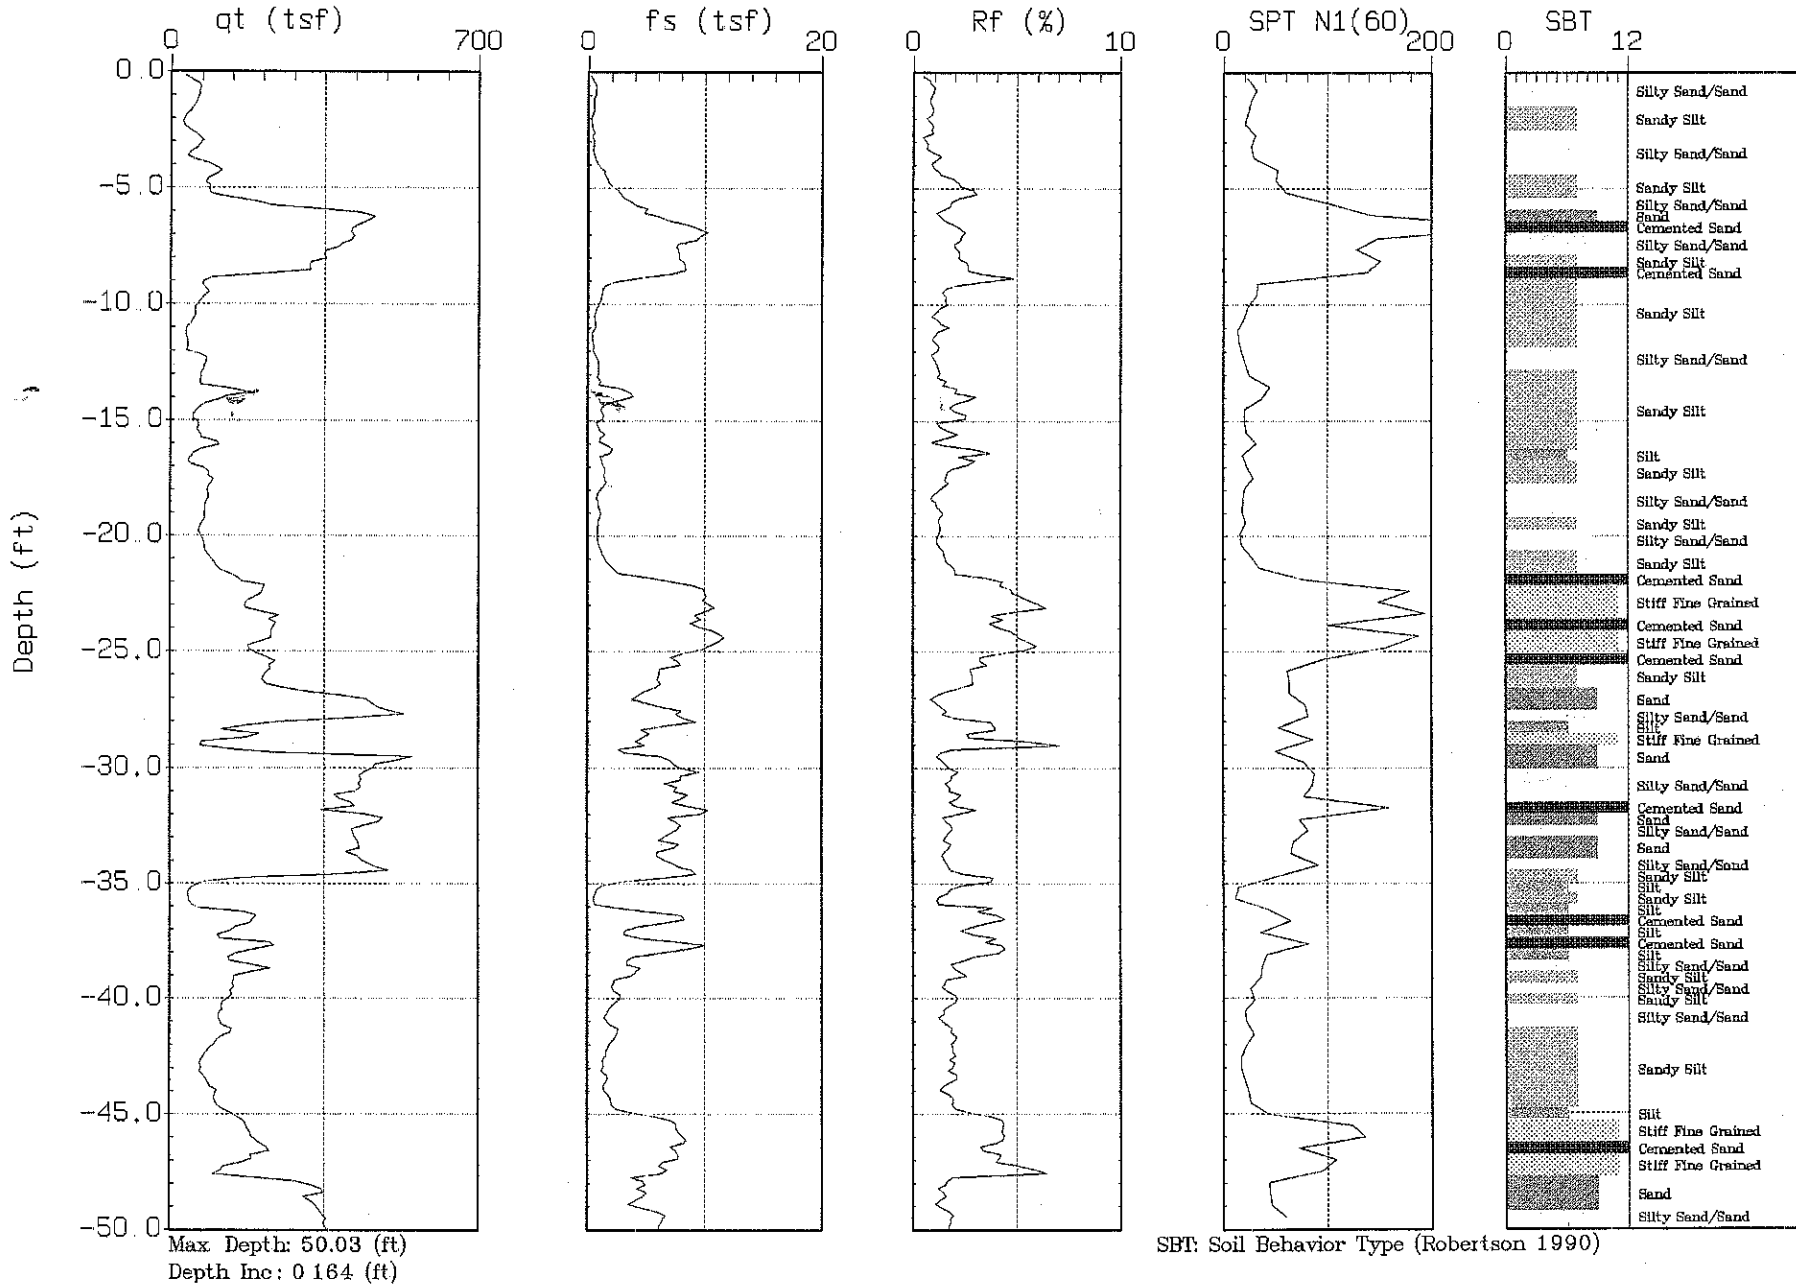 qt (tsf)
fs (tsf)
Rf (%)
SPT N1(60)
SBT
0
700
0
20
0
10
0
200
0
12
Depth (ft)
0.0
-5.0
-10.0
-15.0
-20.0
-25.0
-30.0
-35.0
-40.0
-45.0
-50.0
Silty Sand/Sand
Sandy Silt
Silty Sand/Sand
Sandy Silt
Silty Sand/Sand
Sand
Cemented Sand
Silty Sand/Sand
Sandy Silt
Cemented Sand
Sandy Silt
Silty Sand/Sand
Sandy Silt
Silt
Sandy Silt
Silty Sand/Sand
Sandy Silt
Silty Sand/Sand
Sandy Silt
Cemented Sand
Stiff Fine Grained
Cemented Sand
Stiff Fine Grained
Cemented Sand
Sandy Silt
Sand
Silty Sand/Sand
Silt
Stiff Fine Grained
Sand
Silty Sand/Sand
Cemented Sand
Sand
Silty Sand/Sand
Sand
Silty Sand/Sand
Sandy Silt
Silt
Sandy Silt
Silt
Cemented Sand
Silt
Cemented Sand
Silt
Silty Sand/Sand
Sandy Silt
Silty Sand/Sand
Sandy Silt
Silty Sand/Sand
Sandy Silt
Silt
Stiff Fine Grained
Cemented Sand
Stiff Fine Grained
Sand
Silty Sand/Sand
Max Depth: 50.03 (ft)
Depth Inc: 0 164 (ft)
SBT: Soil Behavior Type (Robertson 1990)